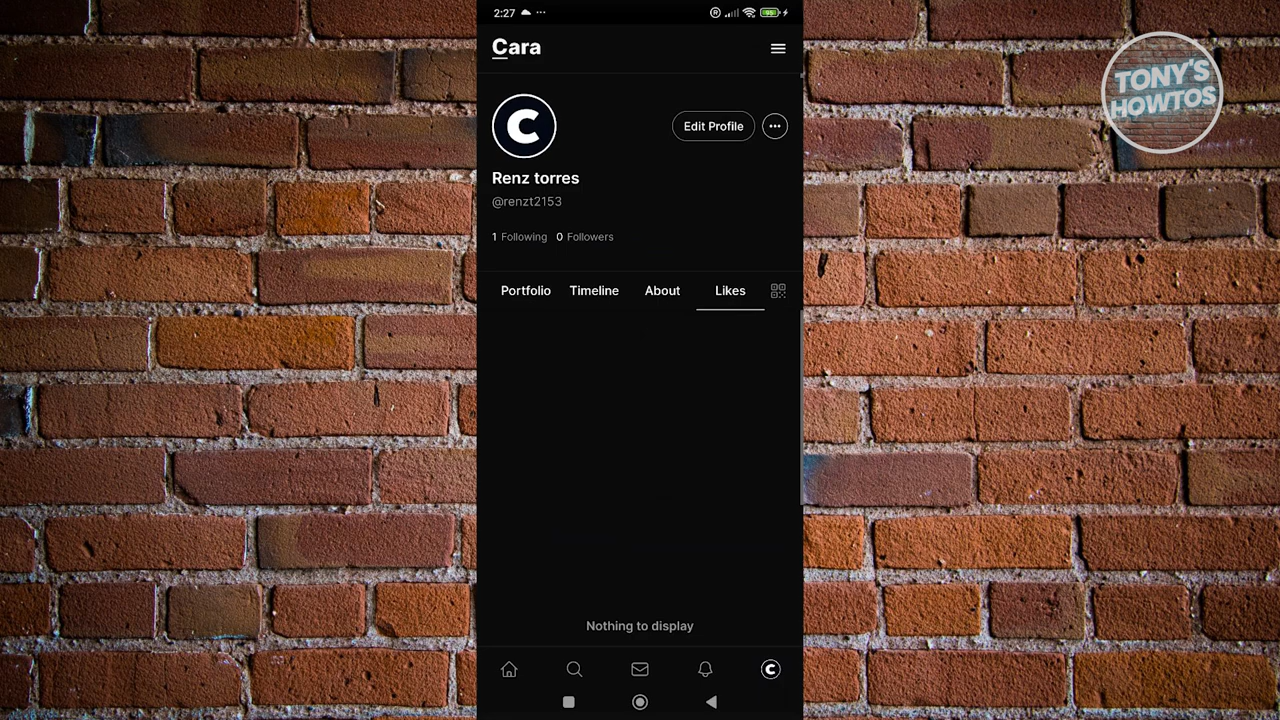 2:27
95
Cara
TONY'S
HOWTOS
C
Edit Profile
Renz torres
@renzt2153
1 Following 0 Followers
Portfolio Timeline About Likes
Nothing to display
C